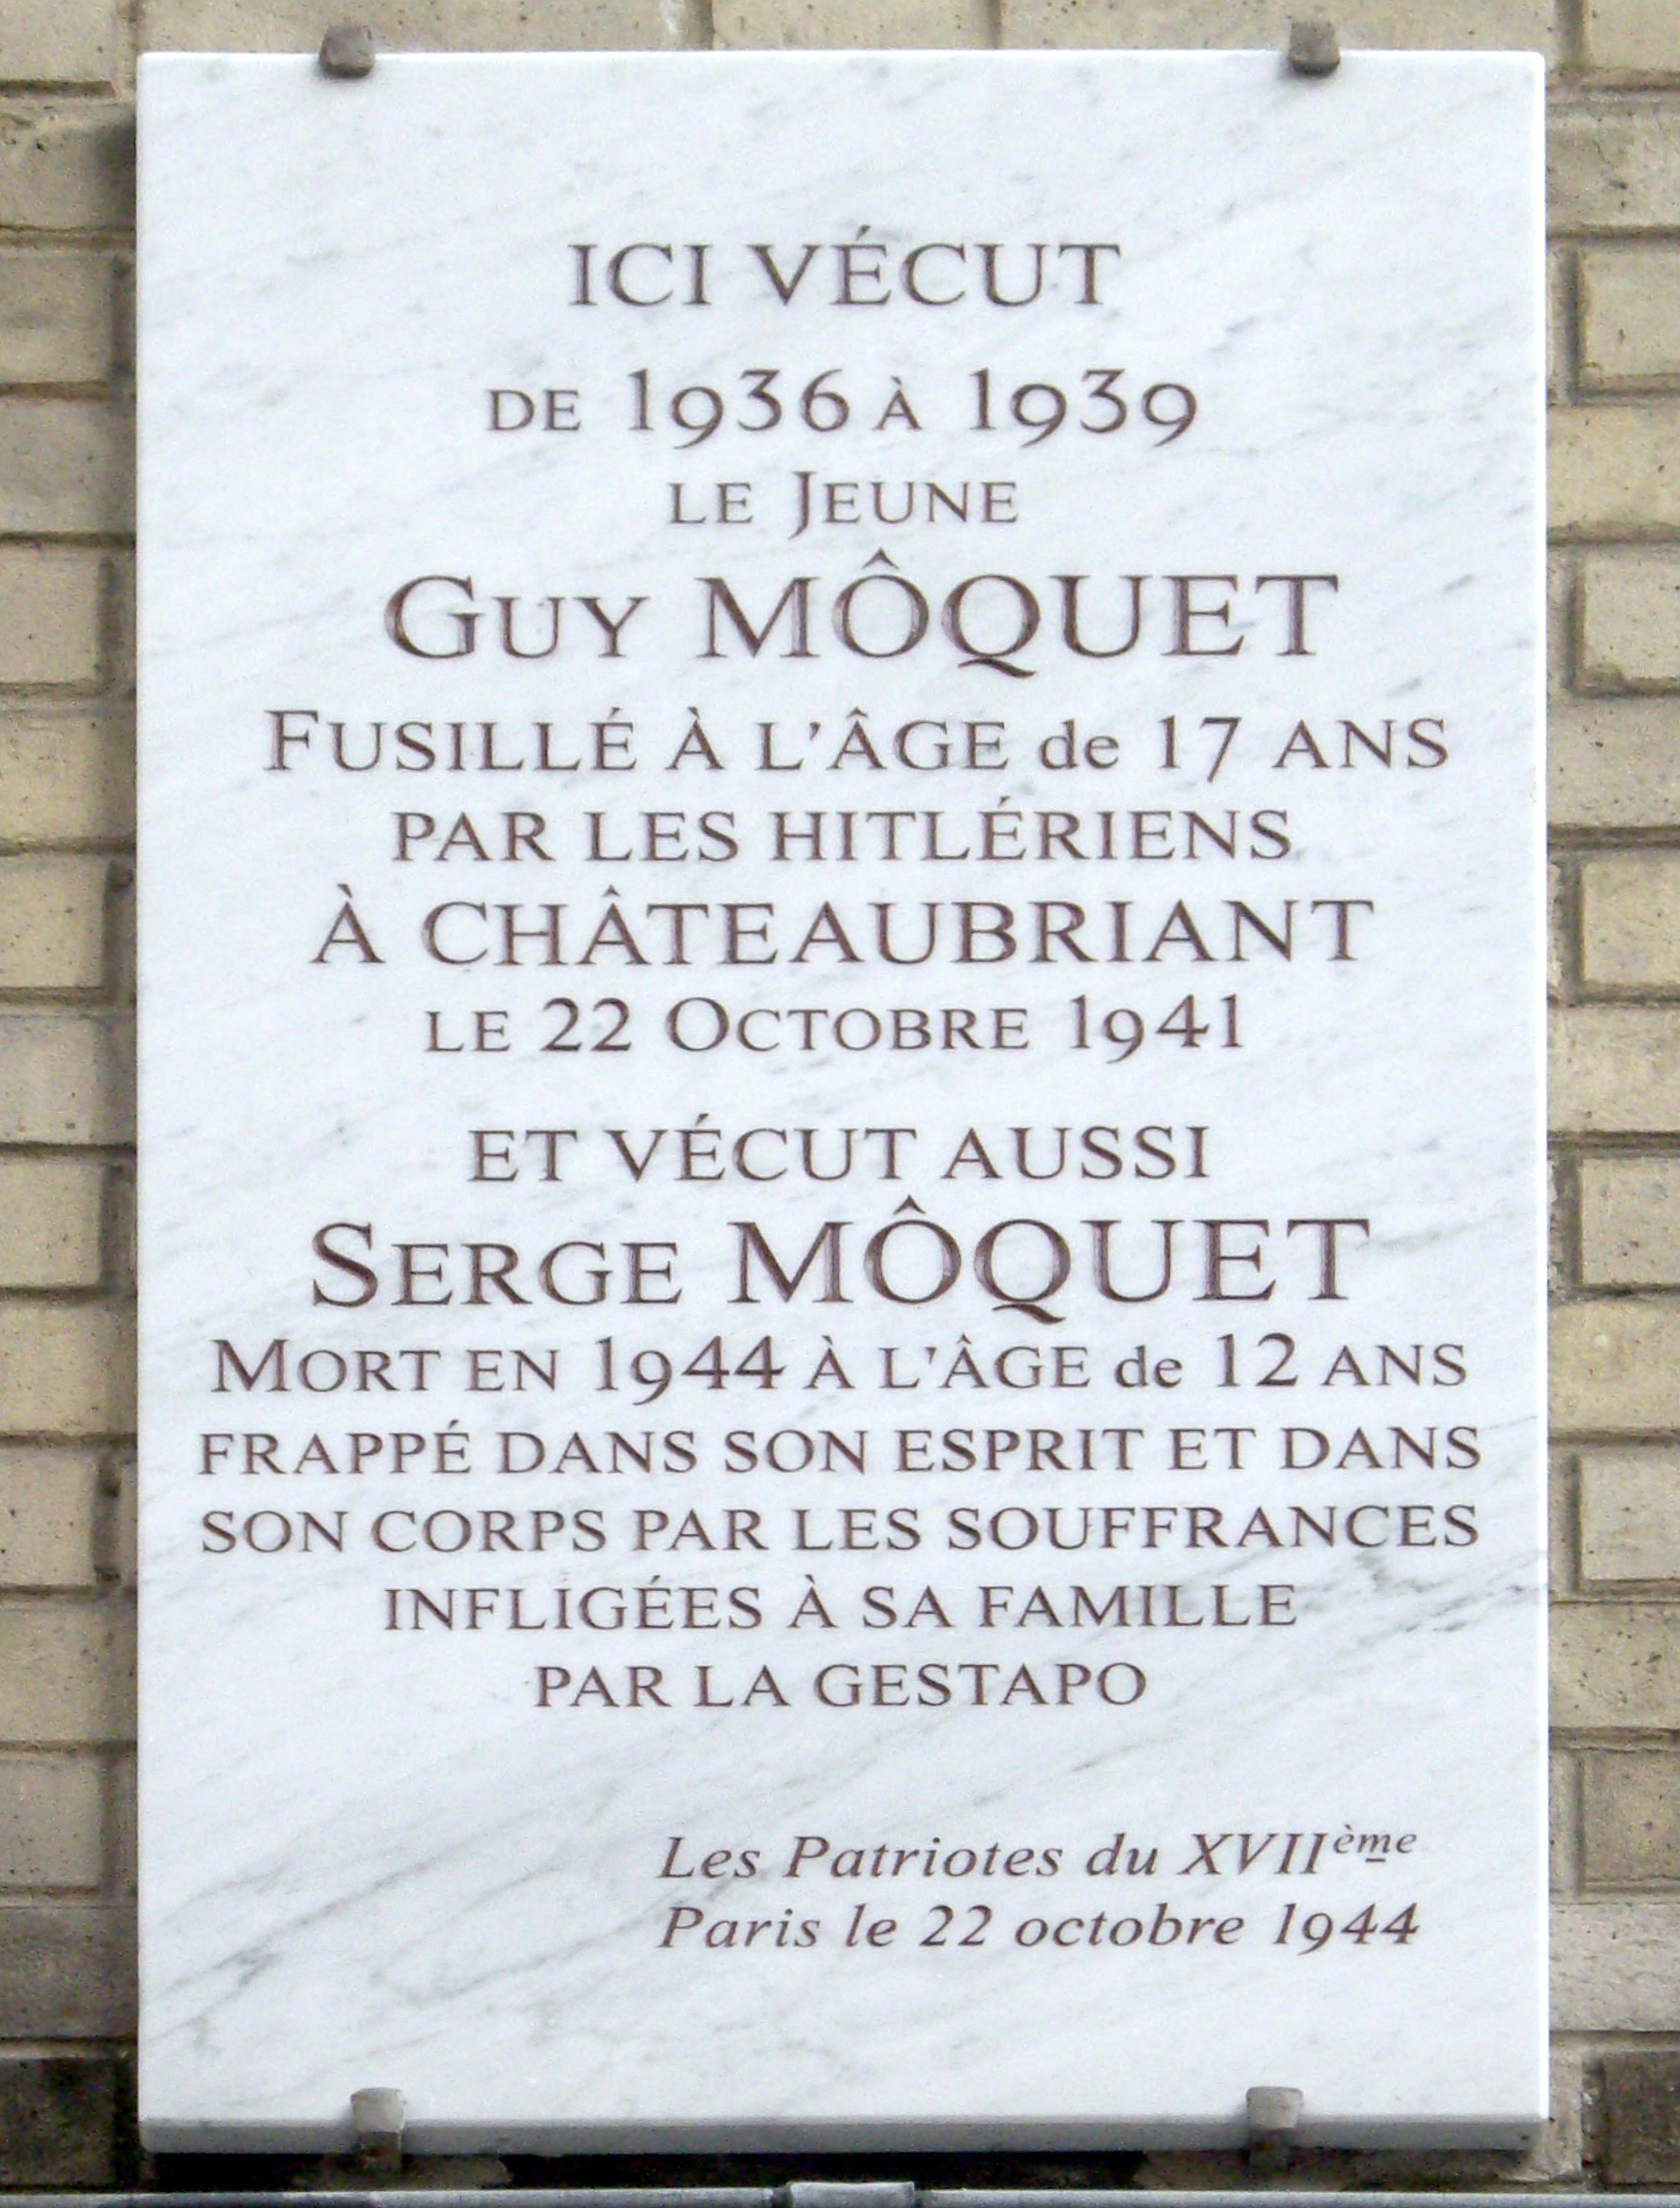 ICI VÉCUT
DE 1936 À 1939
LE JEUNE
GUY MÔQUET
FUSILLÉ À L'ÂGE de 17 ANS
PAR LES HITLÉRIENS
À CHÂTEAUBRIANT
LE 22 OCTOBRE 1941
ET VÉCUT AUSSI
SERGE MÔQUET
MORT EN 1944 À L'ÂGE de 12 ANS
FRAPPÉ DANS SON ESPRIT ET DANS
SON CORPS PAR LES SOUFFRANCES
INFLIGÉES À SA FAMILLE
PAR LA GESTAPO
Les Patriotes du XVIIème
Paris le 22 octobre 1944